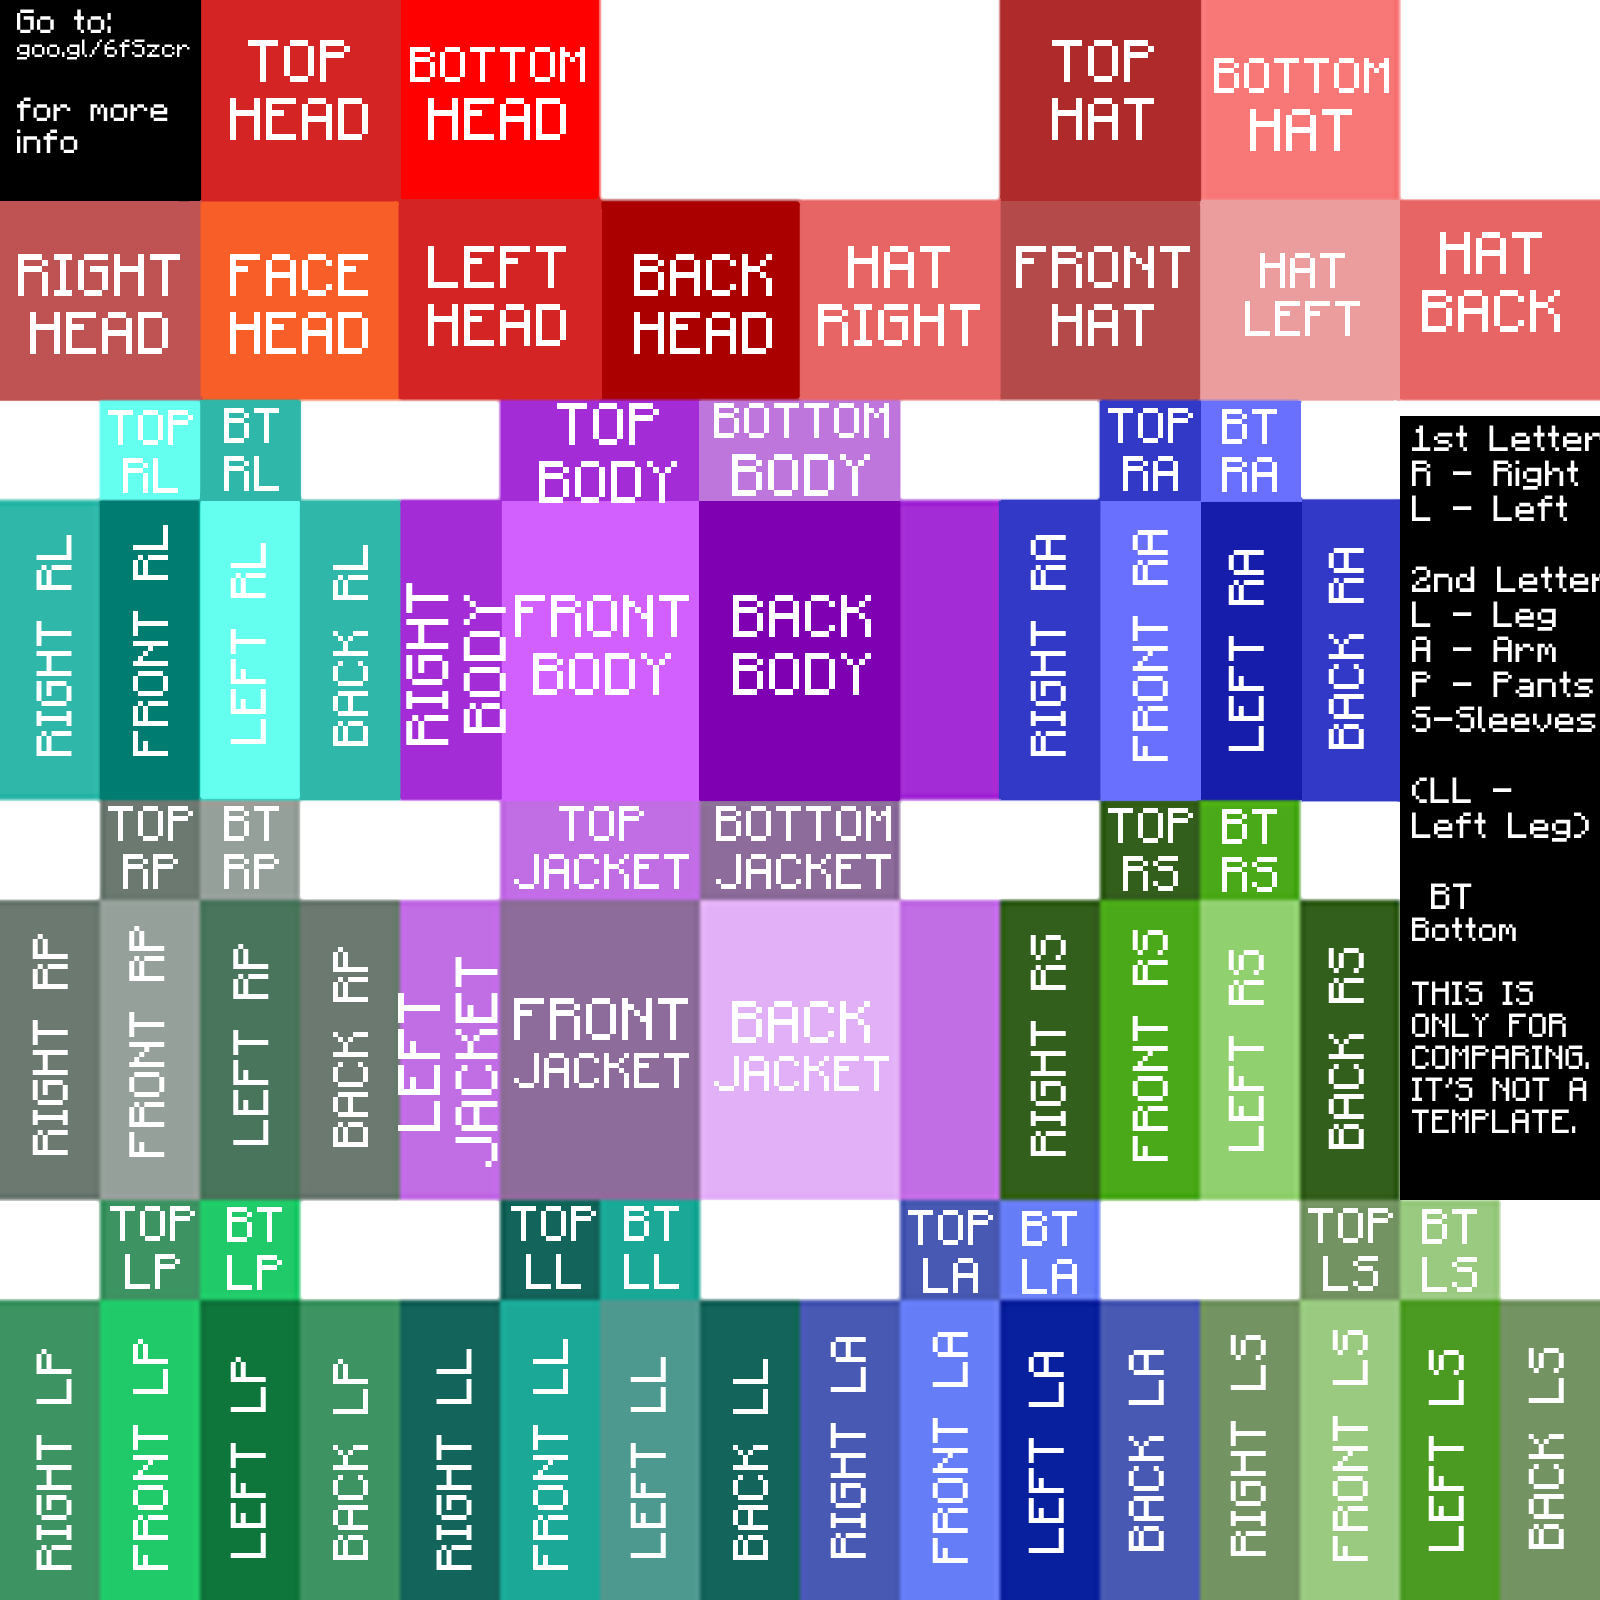 Go to:
goo.gl/6f5zcr
for more
info
TOP
HEAD
BOTTOM
HEAD
TOP
HAT
BOTTOM
HAT
RIGHT
HEAD
FACE
HEAD
LEFT
HEAD
BACK
HEAD
HAT
RIGHT
FRONT
HAT
HAT
LEFT
HAT
BACK
TOP
RL
BT
RL
TOP
BODY
BOTTOM
BODY
TOP
RA
BT
RA
RIGHT RL
FRONT RL
LEFT RL
BACK RL
RIGHT
BODY
FRONT
BODY
BACK
BODY
RIGHT RA
FRONT RA
LEFT RA
BACK RA
1st Letter
R - Right
L - Left
2nd Letter
L - Leg
A - Arm
P - Pants
S-Sleeves
(LL -
Left Leg)
BT
Bottom
THIS IS
ONLY FOR
COMPARING.
IT'S NOT A
TEMPLATE.
TOP
RP
BT
RP
TOP
JACKET
BOTTOM
JACKET
TOP
RS
BT
RS
RIGHT RP
FRONT RP
LEFT RP
BACK RP
LEFT
JACKET
FRONT
JACKET
BACK
JACKET
RIGHT RS
FRONT RS
LEFT RS
BACK RS
TOP
LP
BT
LP
TOP
LL
BT
LL
TOP
LA
BT
LA
TOP
LS
BT
LS
RIGHT LP
FRONT LP
LEFT LP
BACK LP
RIGHT LL
FRONT LL
LEFT LL
BACK LL
RIGHT LA
FRONT LA
LEFT LA
BACK LA
RIGHT LS
FRONT LS
LEFT LS
BACK LS